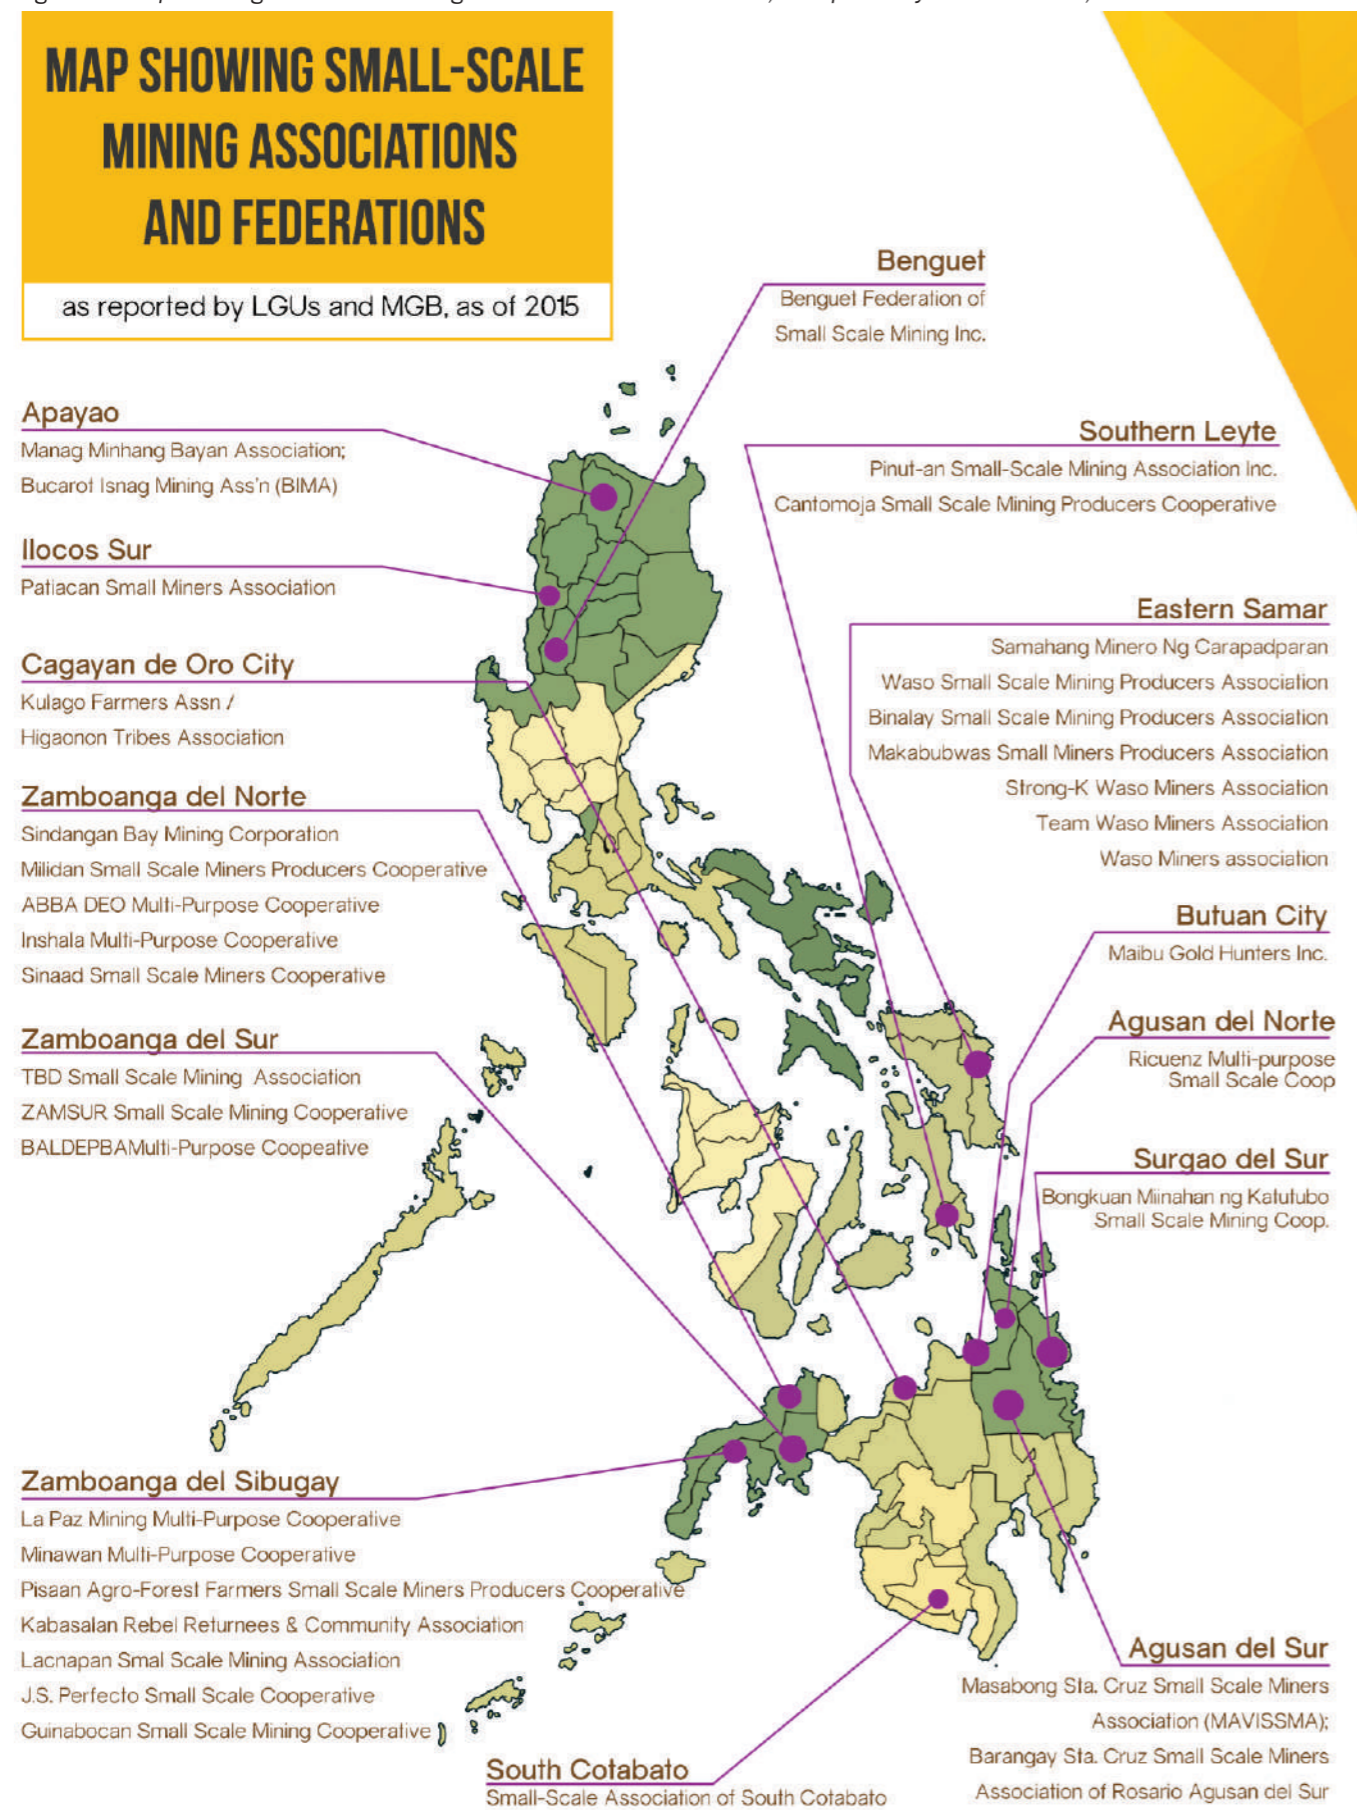 MAP SHOWING SMALL-SCALE
MINING ASSOCIATIONS
AND FEDERATIONS
as reported by LGUs and MGB, as of 2015
Benguet
Benguet Federation of
Small Scale Mining Inc.
Apayao
Manag Minhang Bayan Association;
Bucarot Isnag Mining Ass'n (BIMA)
Ilocos Sur
Patiacan Small Miners Association
Cagayan de Oro City
Kulago Farmers Assn /
Higaonon Tribes Association
Zamboanga del Norte
Sindangan Bay Mining Corporation
Milidan Small Scale Miners Producers Cooperative
ABBA DEO Multi-Purpose Cooperative
Inshala Multi-Purpose Cooperative
Sinaad Small Scale Miners Cooperative
Zamboanga del Sur
TBD Small Scale Mining Association
ZAMSUR Small Scale Mining Cooperative
BALDEPBAMulti-Purpose Coopeative
Zamboanga del Sibugay
La Paz Mining Multi-Purpose Cooperative
Minawan Multi-Purpose Cooperative
Pisaan Agro-Forest Farmers Small Scale Miners Producers Cooperative
Kabasalan Rebel Returnees & Community Association
Lacnapan Smal Scale Mining Association
J.S. Perfecto Small Scale Cooperative
Guinabocan Small Scale Mining Cooperative
South Cotabato
Small-Scale Association of South Cotabato
Southern Leyte
Pinut-an Small-Scale Mining Association Inc.
Cantomoja Small Scale Mining Producers Cooperative
Eastern Samar
Samahang Minero Ng Carapadparan
Waso Small Scale Mining Producers Association
Binalay Small Scale Mining Producers Association
Makabubwas Small Miners Producers Association
Strong-K Waso Miners Association
Team Waso Miners Association
Waso Miners association
Butuan City
Maibu Gold Hunters Inc.
Agusan del Norte
Ricuenz Multi-purpose
Small Scale Coop
Surgao del Sur
Bongkuan Miinahan ng Katutubo
Small Scale Mining Coop.
Agusan del Sur
Masabong Sta. Cruz Small Scale Miners
Association (MAVISSMA);
Barangay Sta. Cruz Small Scale Miners
Association of Rosario Agusan del Sur